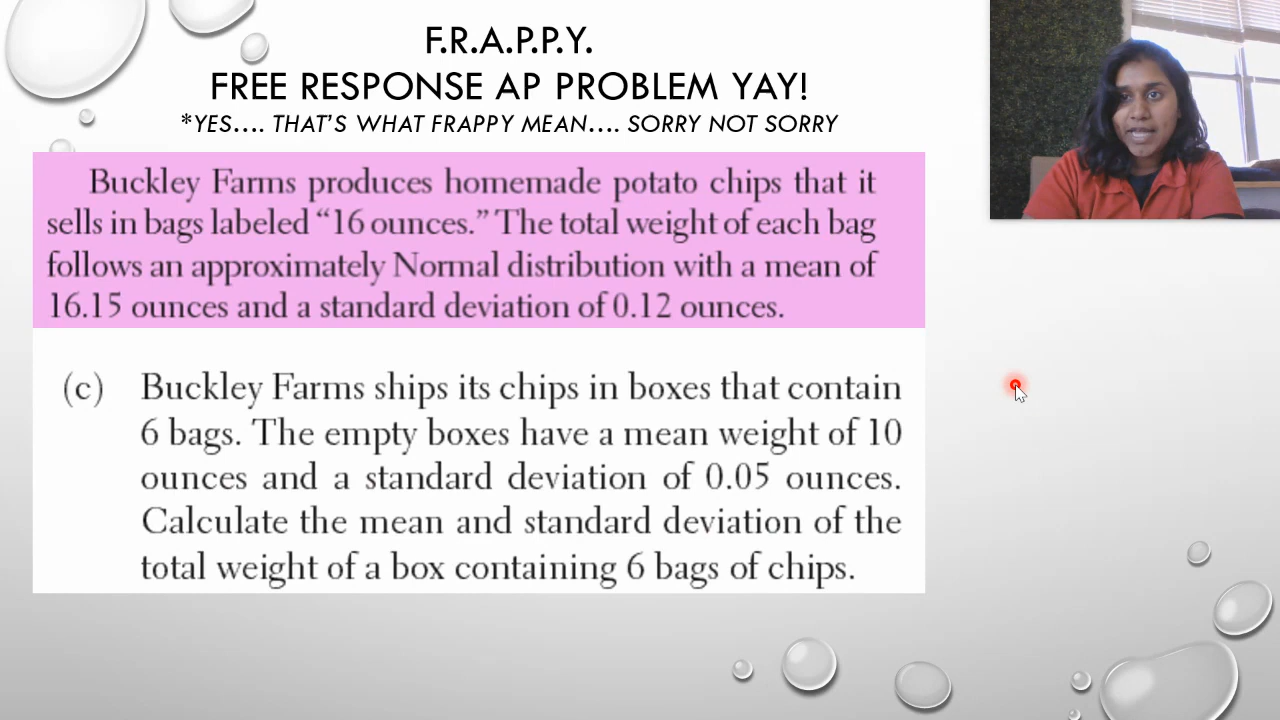 F.R.A.P.P.Y.
FREE RESPONSE AP PROBLEM YAY!
*YES.... THAT'S WHAT FRAPPY MEAN.... SORRY NOT SORRY
Buckley Farms produces homemade potato chips that it
sells in bags labeled “16 ounces.” The total weight of each bag
follows an approximately Normal distribution with a mean of
16.15 ounces and a standard deviation of 0.12 ounces.
(c) Buckley Farms ships its chips in boxes that contain
6 bags. The empty boxes have a mean weight of 10
ounces and a standard deviation of 0.05 ounces.
Calculate the mean and standard deviation of the
total weight of a box containing 6 bags of chips.